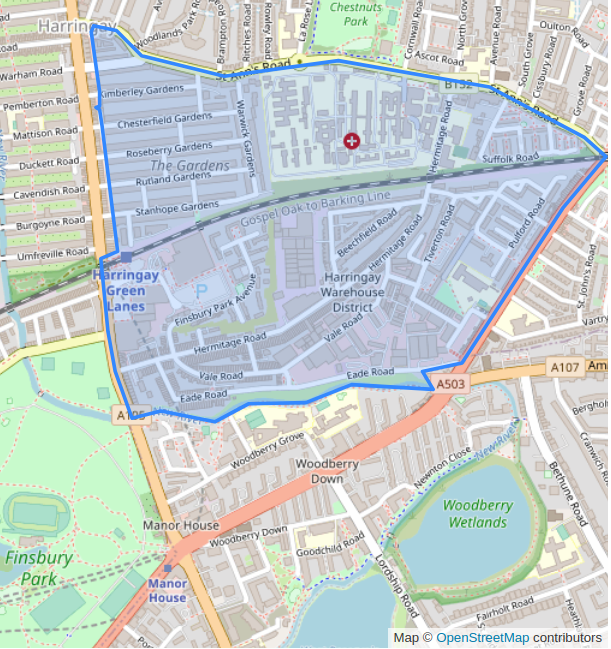 Chestnuts
Park
Harringay
Woodlands Park R
Brampton R
Ritches Road
Rowley Road
La Rose L
Cornwall Road
Ascot Road
North Gro
Avenue Road
South Grove
Cissbury Road
Oulton Road
Grove Road
Warham Road
St Ann's Road
B152
St Ann's Road
Kimberley Gardens
Pemberton Road
Chesterfield Gardens
Warwick Gardens
Hermitage Road
Mattison Road
Roseberry Gardens
The Gardens
Suffolk Road
Duckett Road
Rutland Gardens
Cavendish Road
Stanhope Gardens
Gospel Oak to Barking Line
Burgoyne Road
Beechfield Road
Hermitage Road
Tiverton Road
Pulford Road
Umfreville Road
Harringay
Green
Lanes
P
Finsbury Park Avenue
Harringay
Warehouse
District
St. John's Road
Vale Road
Vartry
Hermitage Road
Vale Road
Eade Road
Eade Road
A503
A107
Am
A105
New River
Woodberry Grove
Woodberry
Down
Newnton Close
New River
Bethune Road
Cranwich Road
Bergho
Manor House
Woodberry Down
Goodchild Road
Woodberry
Wetlands
Finsbury
Park
Manor
House
Lordship Road
Fairholt Road
Heath
Map © OpenStreetMap contributors